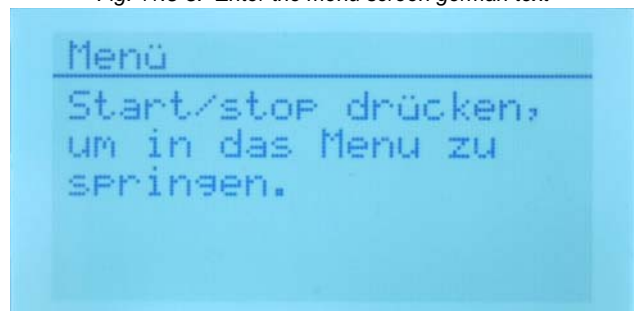 Menü
Start/stop drücken,
um in das Menu zu
springen.